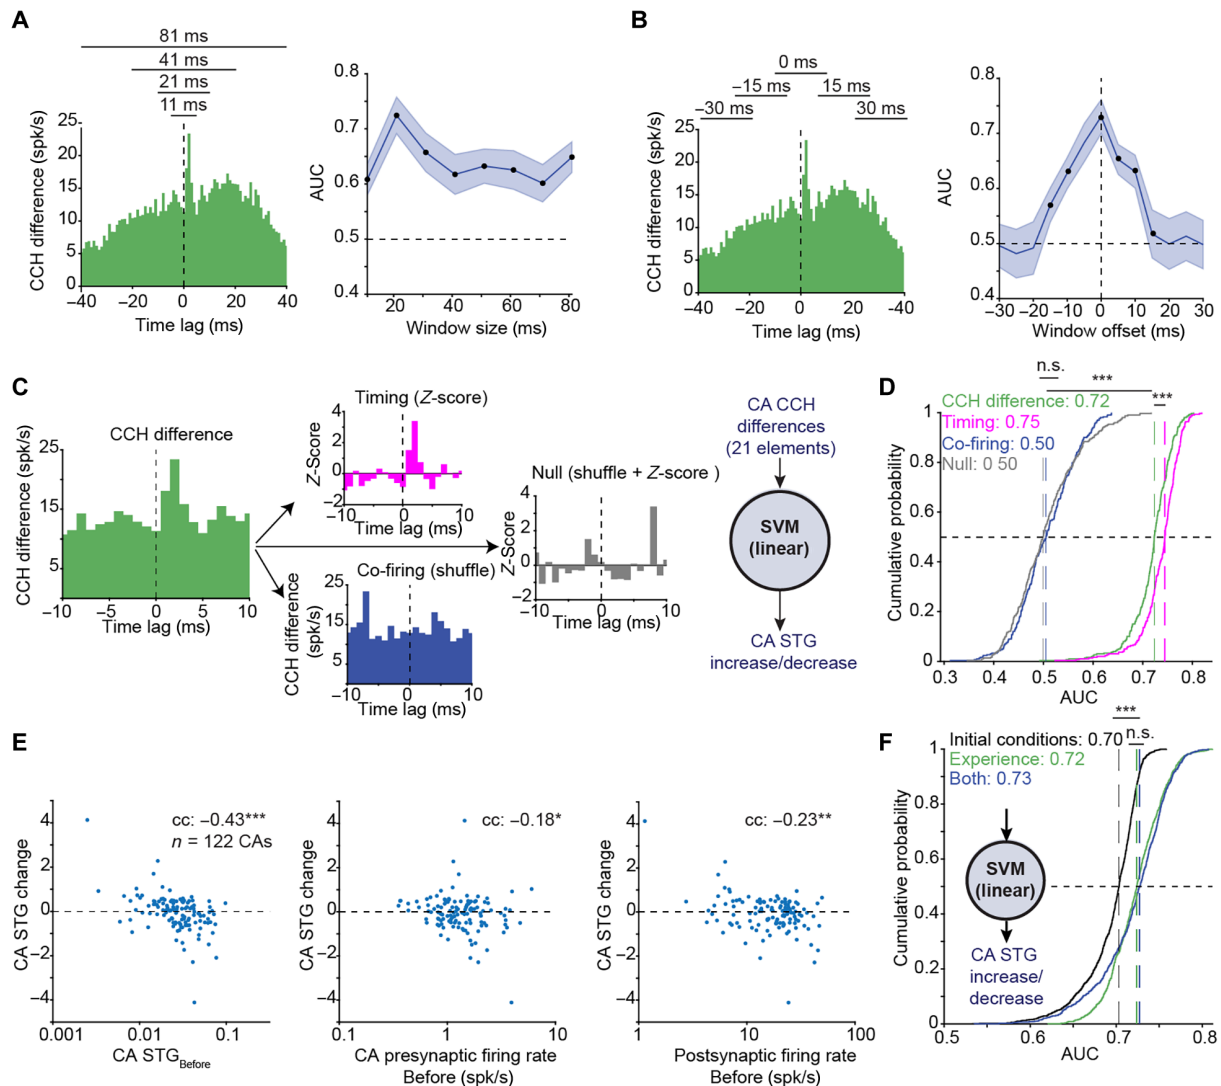 A
81 ms
41 ms
21 ms
11 ms
CCH difference (spk/s)
25
20
15
10
5
0
−40
−20
0
20
40
Time lag (ms)
AUC
0.8
0.7
0.6
0.5
0.4
20
40
60
80
Window size (ms)
B
0 ms
−15 ms
15 ms
−30 ms
30 ms
CCH difference (spk/s)
25
20
15
10
5
0
−40
−20
0
−20
−40
Time lag (ms)
AUC
0.8
0.7
0.6
0.5
0.4
−30
−20
−10
0
10
20
30
Window offset (ms)
C
CCH difference
CCH difference (spk/s)
25
15
5
−10
−5
0
5
10
Time lag (ms)
Timing (Z-score)
Z-Score
4
2
0
−2
−10
0
10
Time lag (ms)
Null (shuffle + Z-score )
Z-Score
4
2
0
−2
−10
0
10
Time lag (ms)
Co-firing (shuffle)
CCH difference
(spk/s)
25
15
5
−10
0
10
Time lag (ms)
CA CCH
differences
(21 elements)
SVM
(linear)
CA STG
increase/decrease
D
n.s.
***
***
CCH difference: 0.72
Timing: 0.75
Co-firing: 0.50
Null: 0 50
Cumulative probability
1
0.8
0.6
0.4
0.2
0
0.3
0.4
0.5
0.6
0.7
0.8
AUC
E
CA STG change
4
2
0
−2
−4
0.001
0.01
0.1
cc: −0.43***
n = 122 CAs
CA STG Before
CA STG change
4
2
0
−2
−4
0.1
1
10
cc: −0.18*
CA presynaptic firing rate
Before (spk/s)
CA STG change
4
2
0
−2
−4
1
10
100
cc: −0.23**
Postsynaptic firing rate
Before (spk/s)
F
***
n.s.
Initial conditions: 0.70
Experience: 0.72
Both: 0.73
Cumulative probability
1
0.8
0.6
0.4
0.2
0
SVM
(linear)
CA STG
increase/
decrease
0.5
0.6
0.7
0.8
AUC